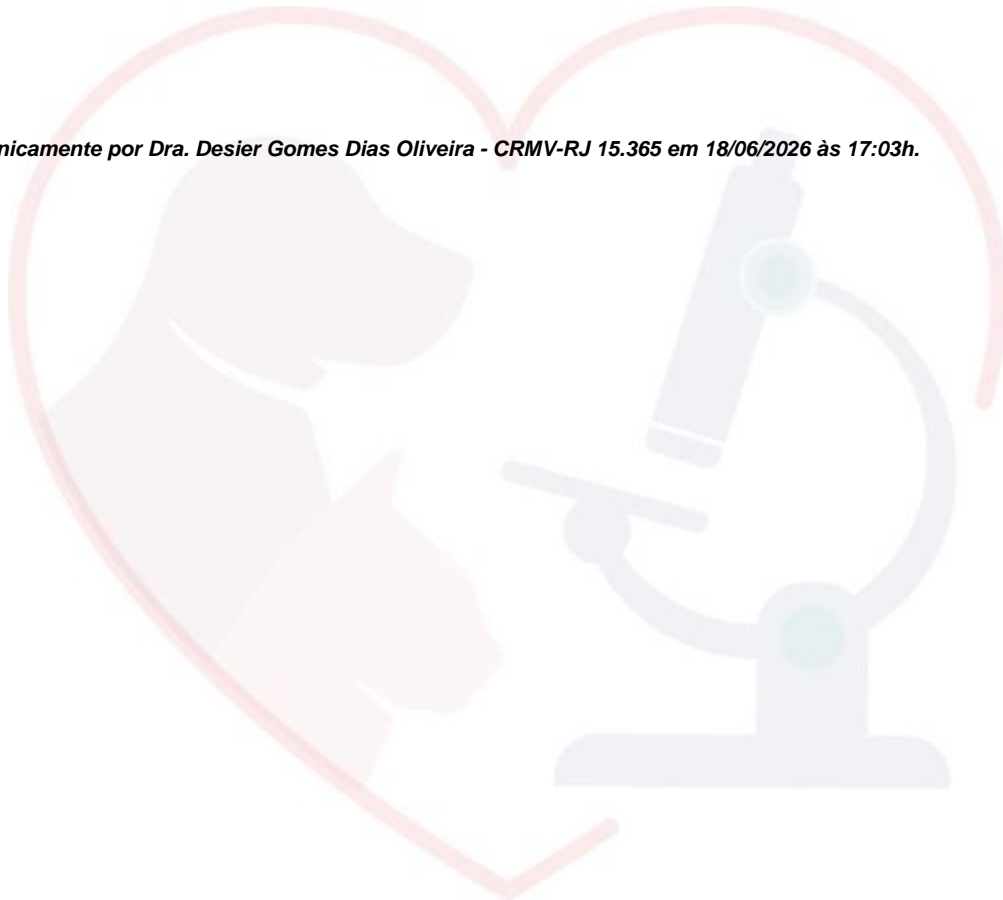 nicamente por Dra. Desier Gomes Dias Oliveira - CRMV-RJ 15.365 em 18/06/2026 às 17:03h.